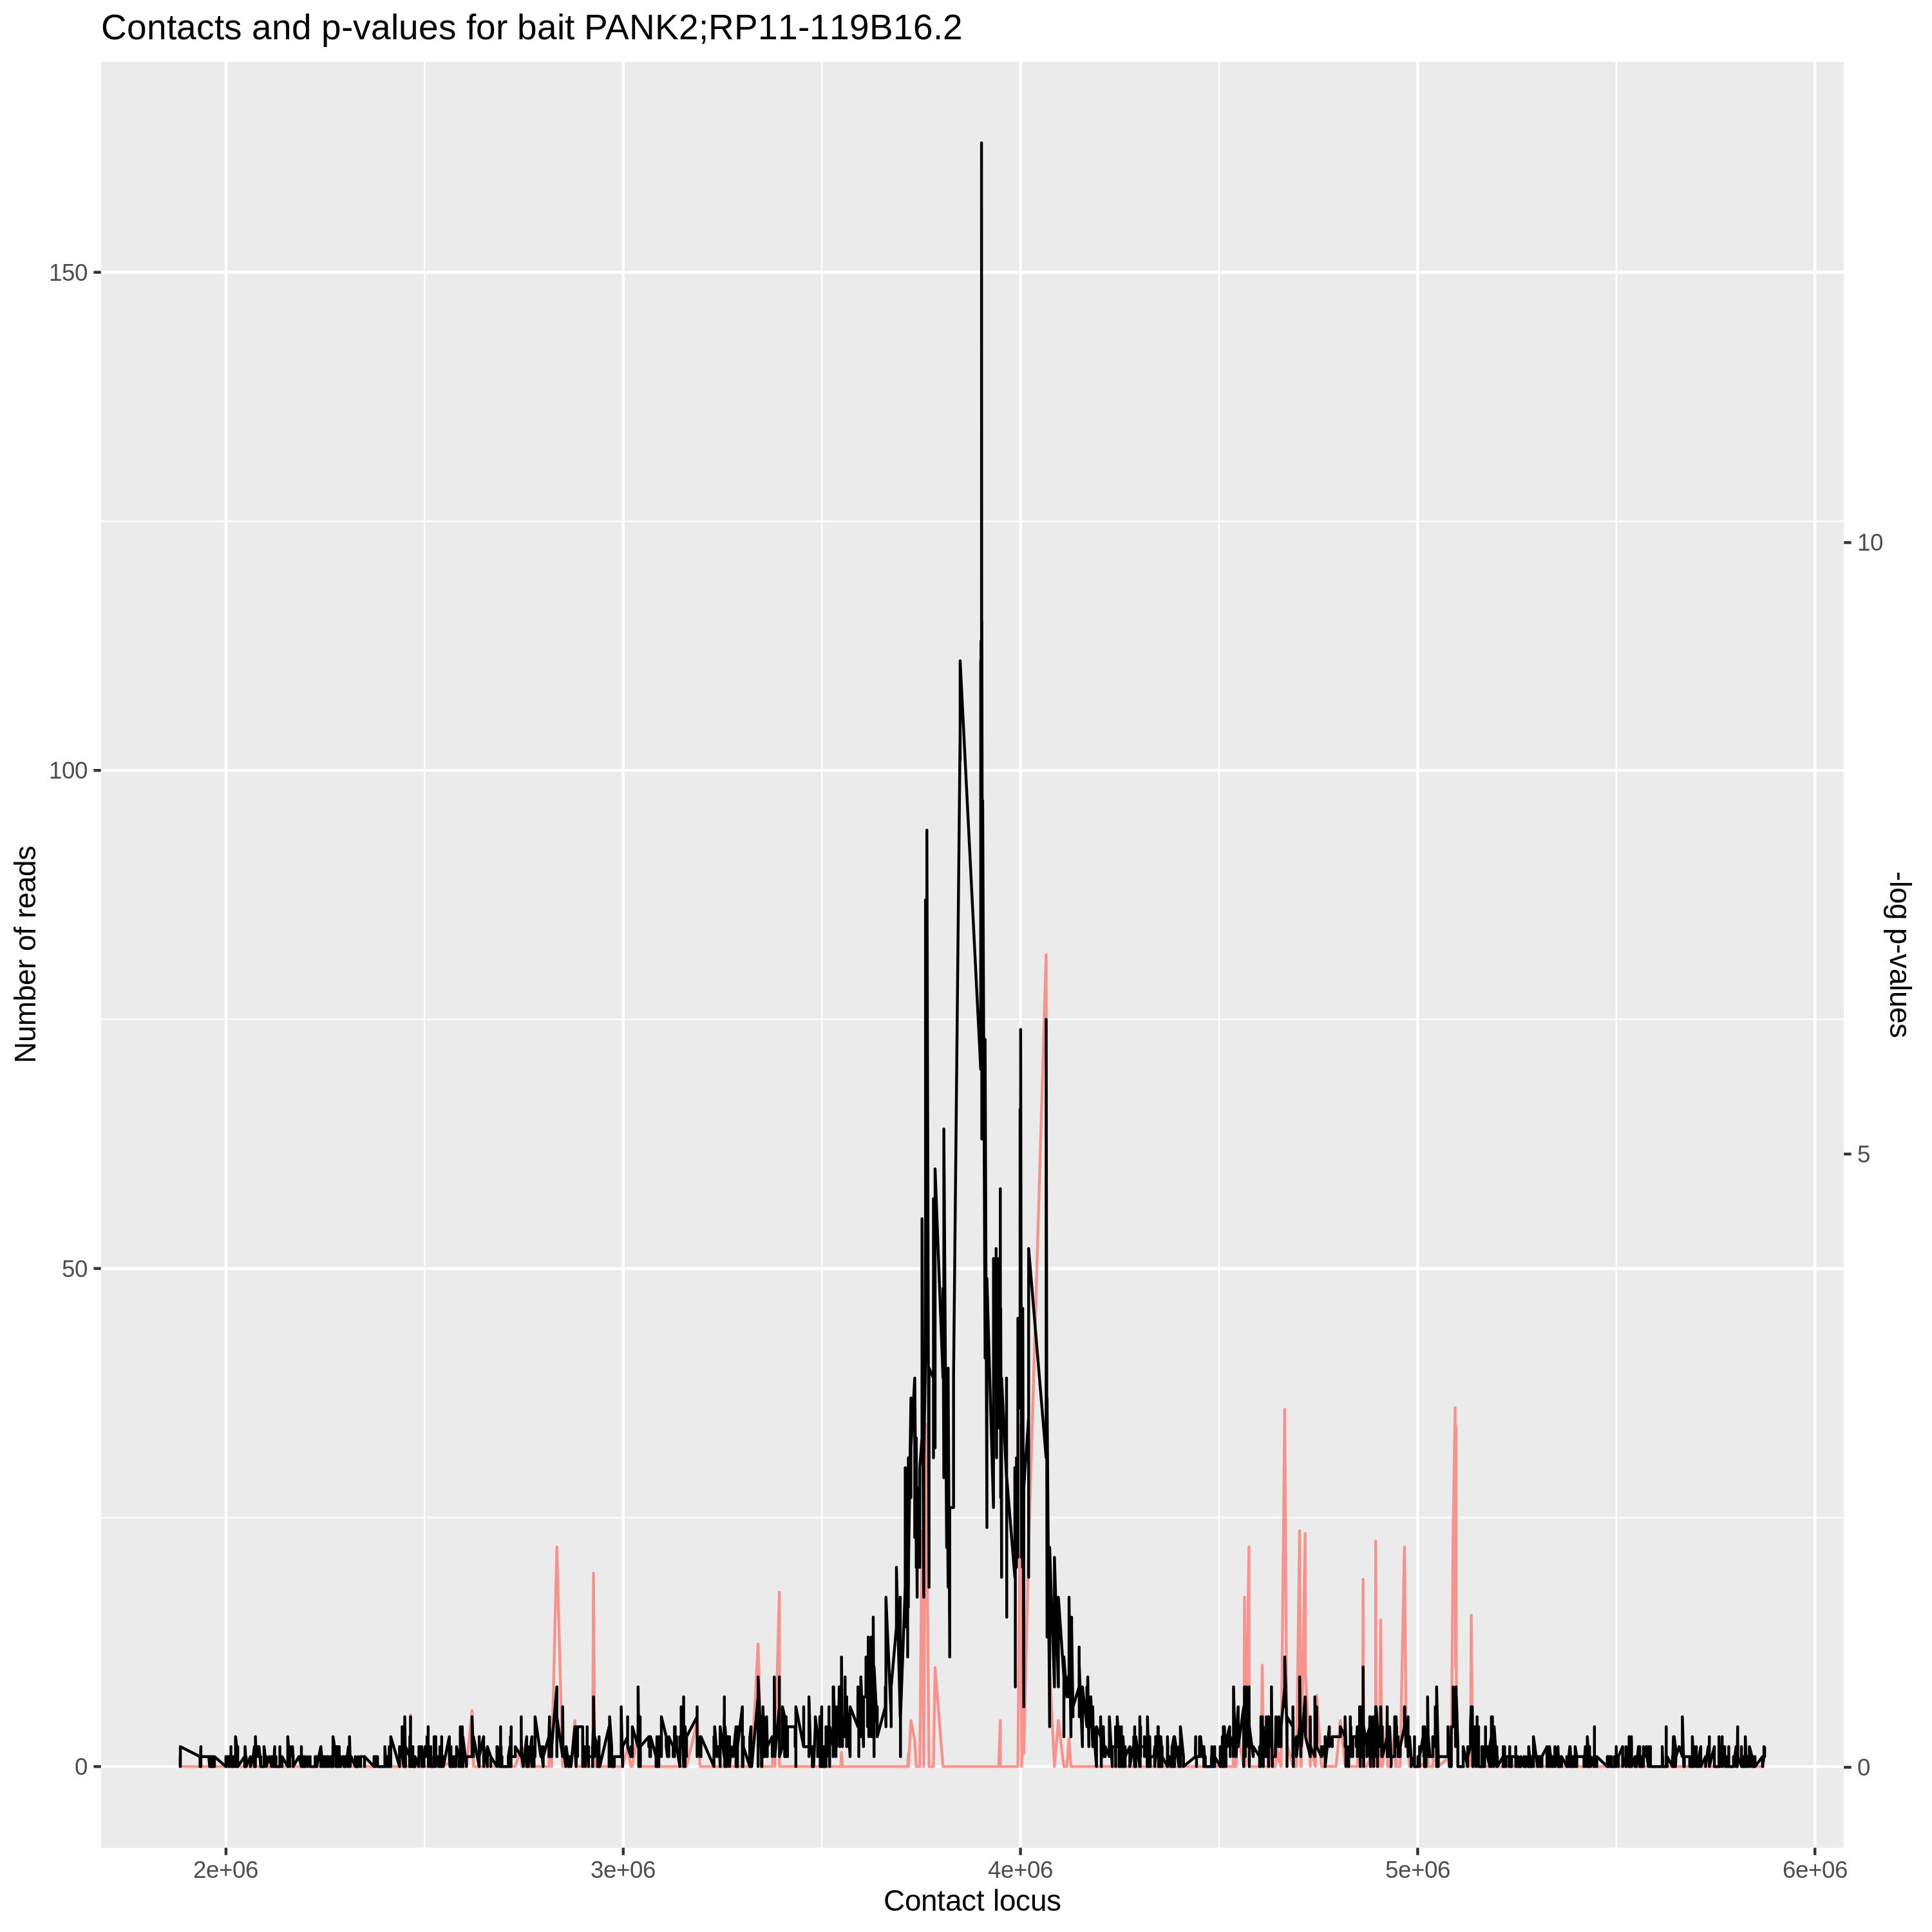 Contacts and p-values for bait PANK2;RP11-119B16.2
150
100
50
0
10
5
0
Number of reads
-log p-values
2e+06
3e+06
4e+06
5e+06
6e+06
Contact locus